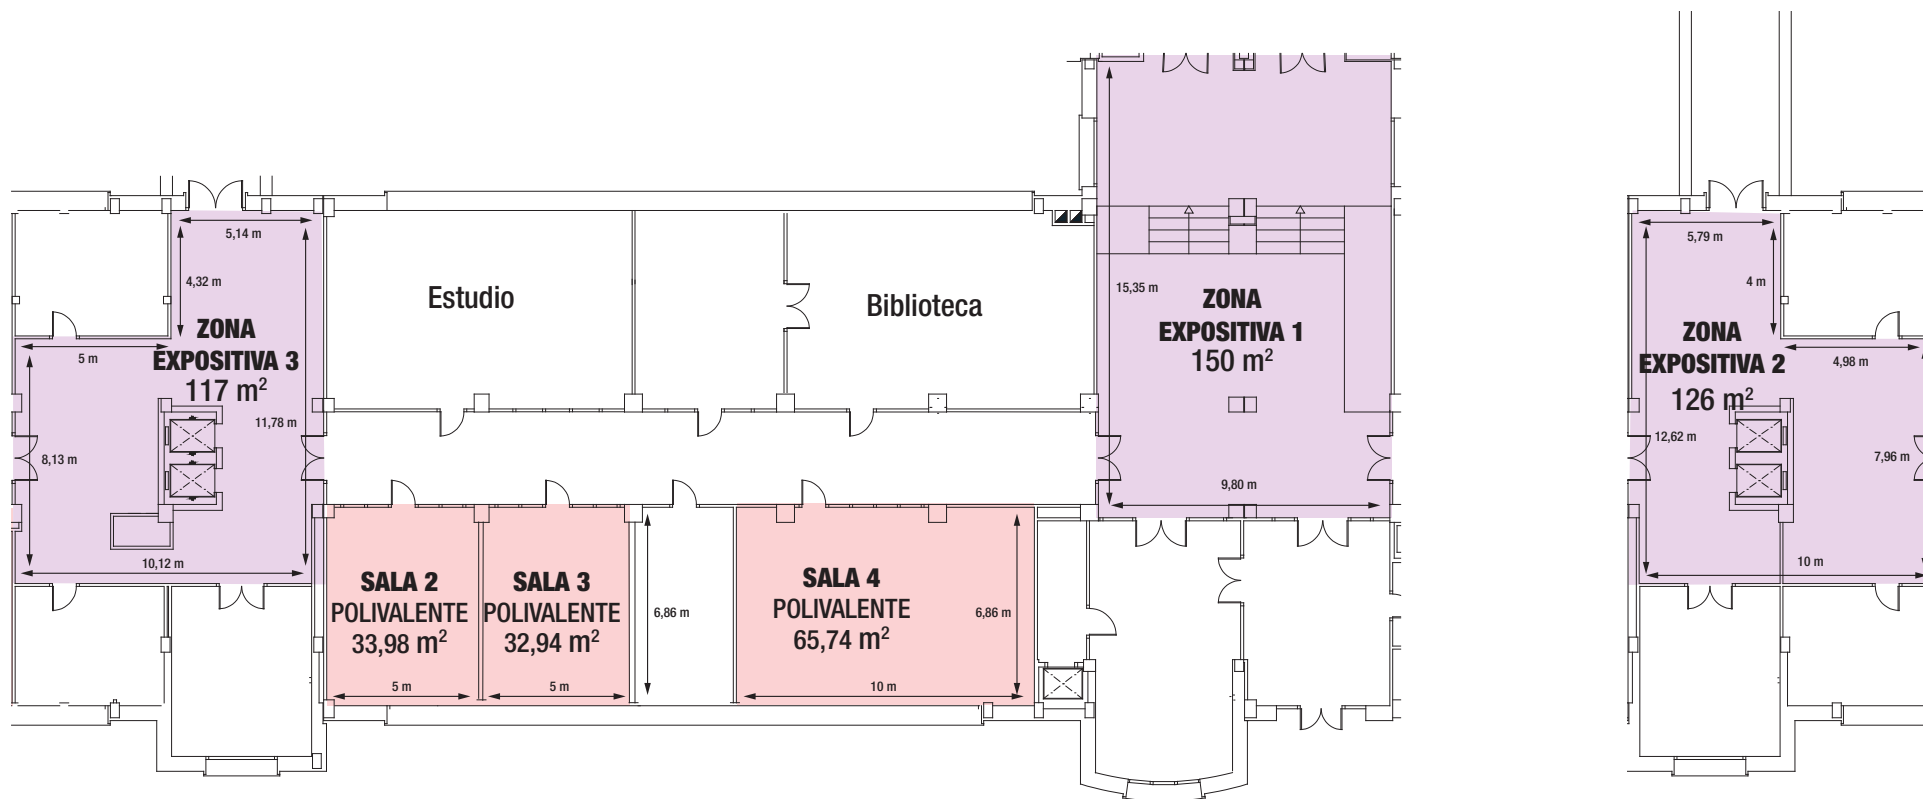 5,14 m
4,32 m
ZONA
EXPOSITIVA 3
117 m²
5 m
11,78 m
8,13 m
10,12 m
Estudio
Biblioteca
SALA 2
POLIVALENTE
33,98 m²
5 m
SALA 3
POLIVALENTE
32,94 m²
5 m
6,86 m
SALA 4
POLIVALENTE
65,74 m²
6,86 m
10 m
15,35 m
ZONA
EXPOSITIVA 1
150 m²
9,80 m
5,79 m
4 m
ZONA
EXPOSITIVA 2
126 m²
4,98 m
12,62 m
7,96 m
10 m